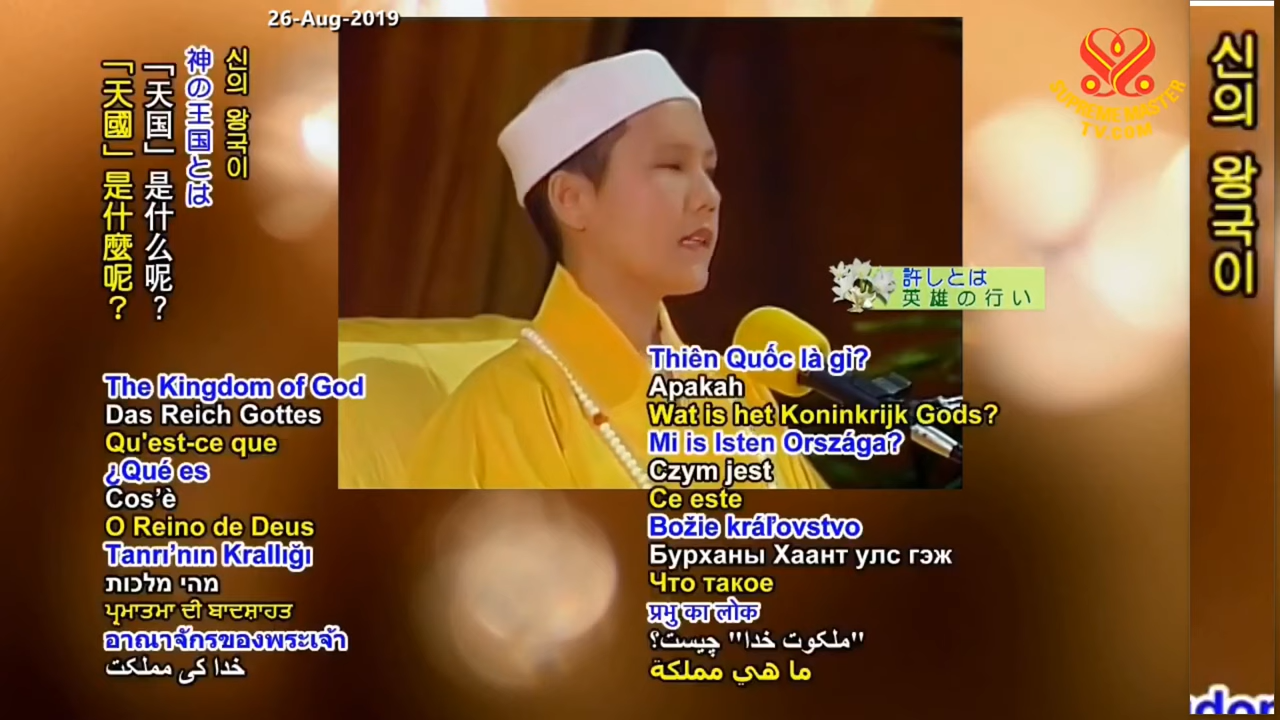 26-Aug-2019
SUPREME MASTER
TV.COM
신의 왕국이
神の王国とは
「天国」是什么呢？
「天國」是什麼呢？
신의 왕국이
許しとは
英雄の行い
The Kingdom of God
Das Reich Gottes
Qu'est-ce que
¿Qué es
Cos’è
O Reino de Deus
Tanrı’nın Krallığı
מהי מלכות
ਪ੍ਰਮਾਤਮਾ ਦੀ ਬਾਦਸ਼ਾਹਤ
อาณาจักรของพระเจ้า
خدا کی مملکت
Thiên Quốc là gì?
Apakah
Wat is het Koninkrijk Gods?
Mi is Isten Országa?
Czym jest
Ce este
Božie kráľovstvo
Бурханы Хаант улс гэж
Что такое
प्रभु का लोक
"ملکوت خدا" چیست؟
ما هي مملكة